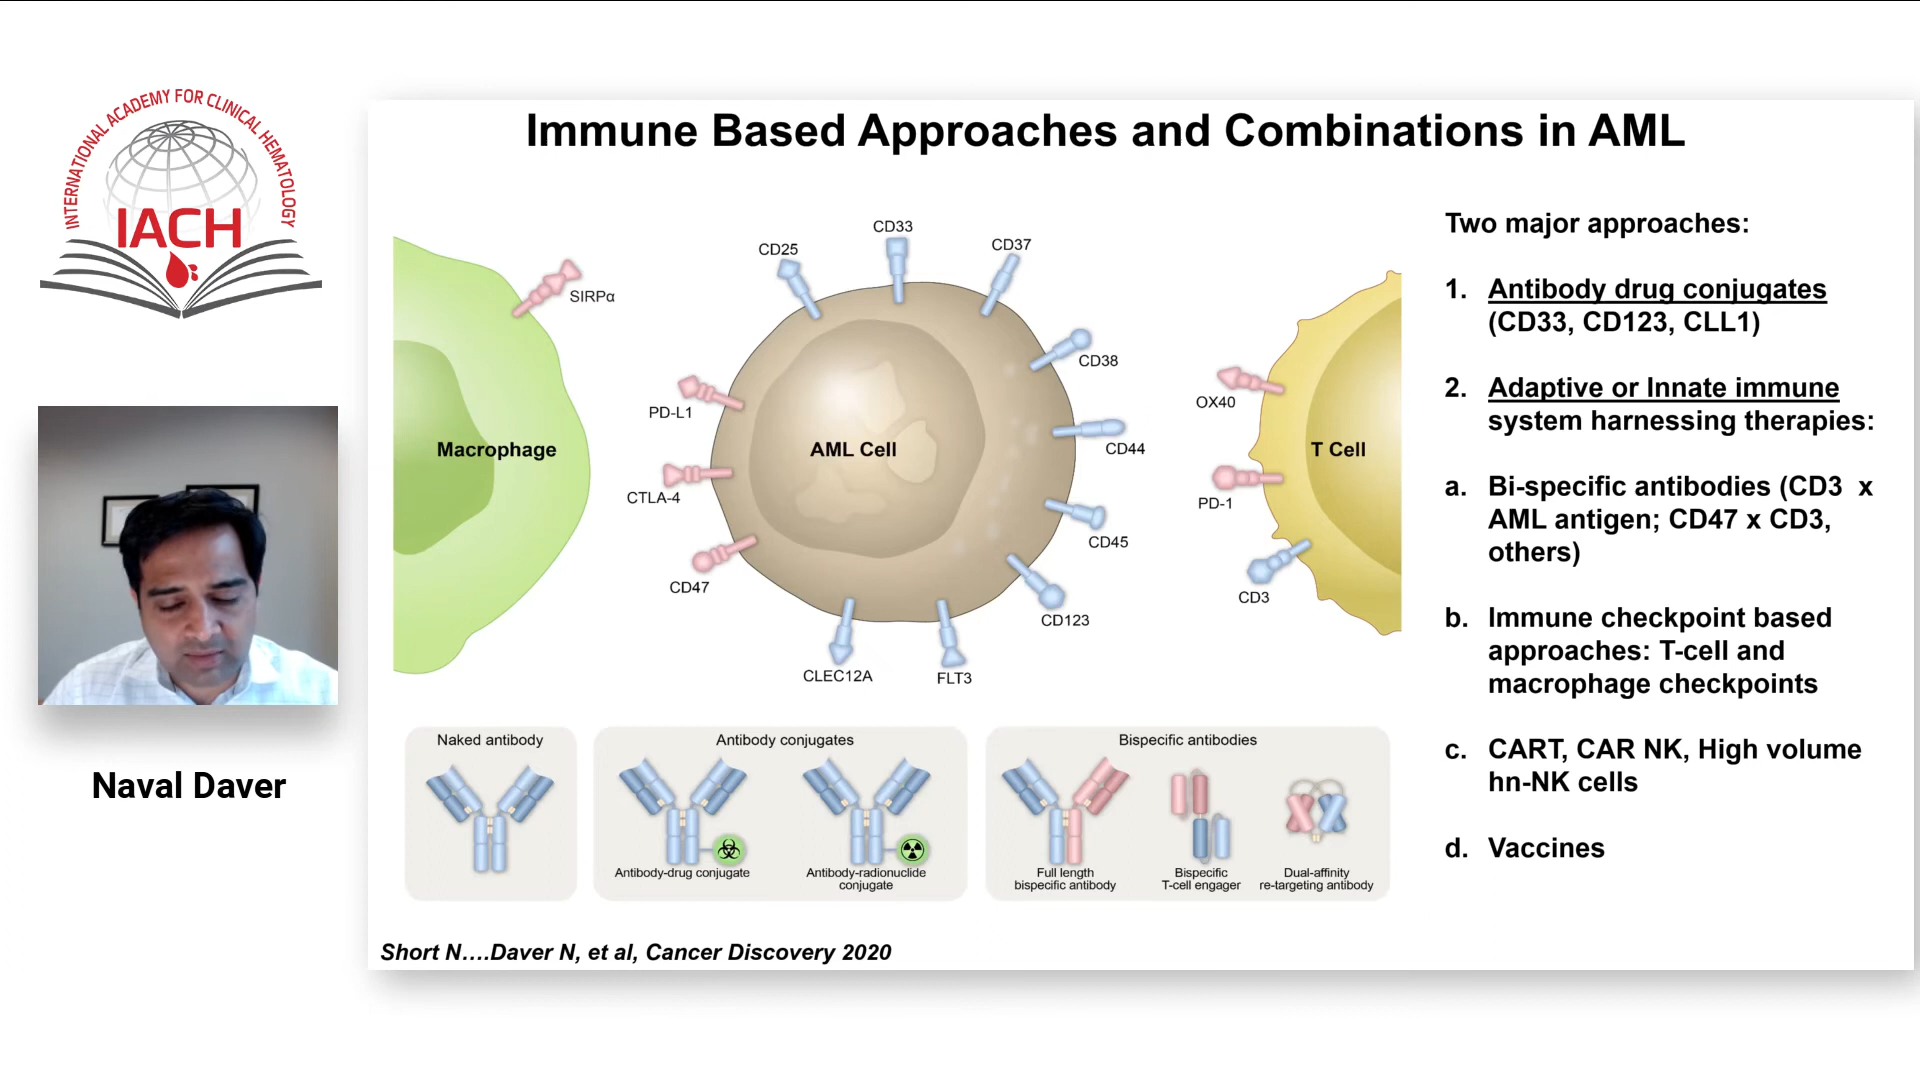 INTERNATIONAL ACADEMY FOR CLINICAL HEMATOLOGY
IACH
Naval Daver
Immune Based Approaches and Combinations in AML
CD33
CD25
CD37
SIRPα
CD38
PD-L1
OX40
Macrophage
AML Cell
CD44
T Cell
CTLA-4
PD-1
CD45
CD47
CD3
CD123
CLEC12A
FLT3
Naked antibody
Antibody conjugates
Antibody-drug conjugate
Antibody-radionuclide
conjugate
Bispecific antibodies
Full length
bispecific antibody
Bispecific
T-cell engager
Dual-affinity
re-targeting antibody
Two major approaches:
1. Antibody drug conjugates
(CD33, CD123, CLL1)
2. Adaptive or Innate immune
system harnessing therapies:
a. Bi-specific antibodies (CD3 x
AML antigen; CD47 x CD3,
others)
b. Immune checkpoint based
approaches: T-cell and
macrophage checkpoints
c. CART, CAR NK, High volume
hn-NK cells
d. Vaccines
Short N....Daver N, et al, Cancer Discovery 2020